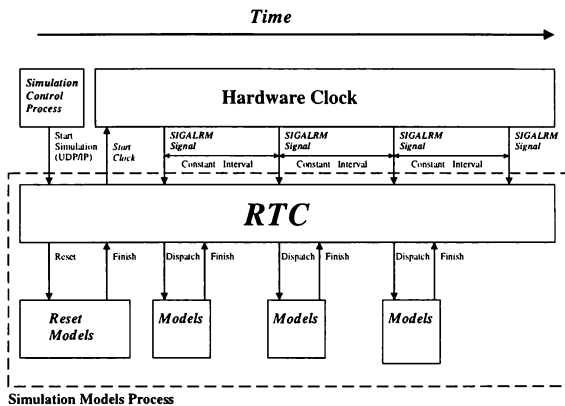 Time
Simulation
Control
Process
Hardware Clock
Start
Simulation
(UDP/IP)
Start
Clock
SIGALRM
Signal
SIGALRM
Signal
SIGALRM
Signal
SIGALRM
Signal
Constant Interval
Constant Interval
Constant Interval
RTC
Reset
Finish
Dispatch
Finish
Dispatch
Finish
Dispatch
Finish
Reset
Models
Models
Models
Models
Simulation Models Process